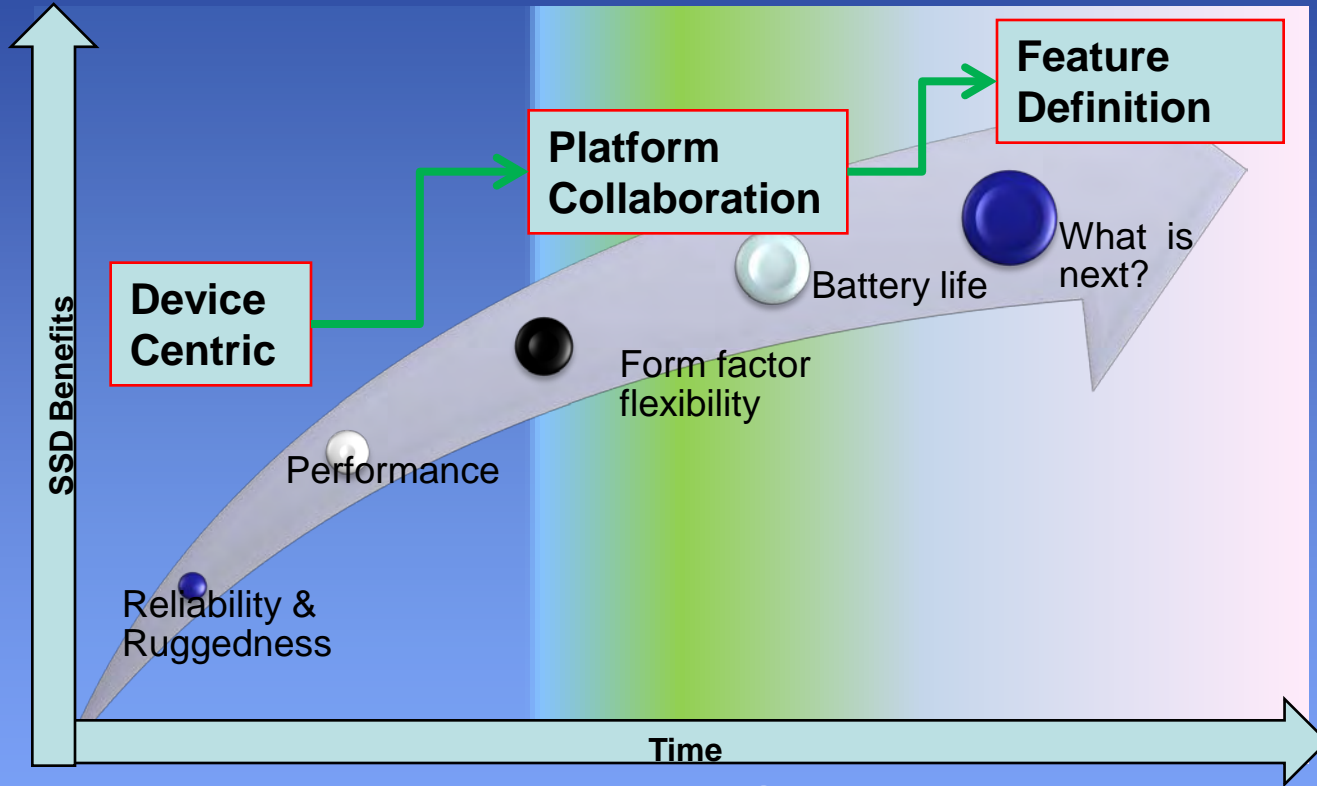 Feature
Definition
Platform
Collaboration
Device
Centric
What is
next?
Battery life
Form factor
flexibility
Performance
Reliability &
Ruggedness
SSD Benefits
Time